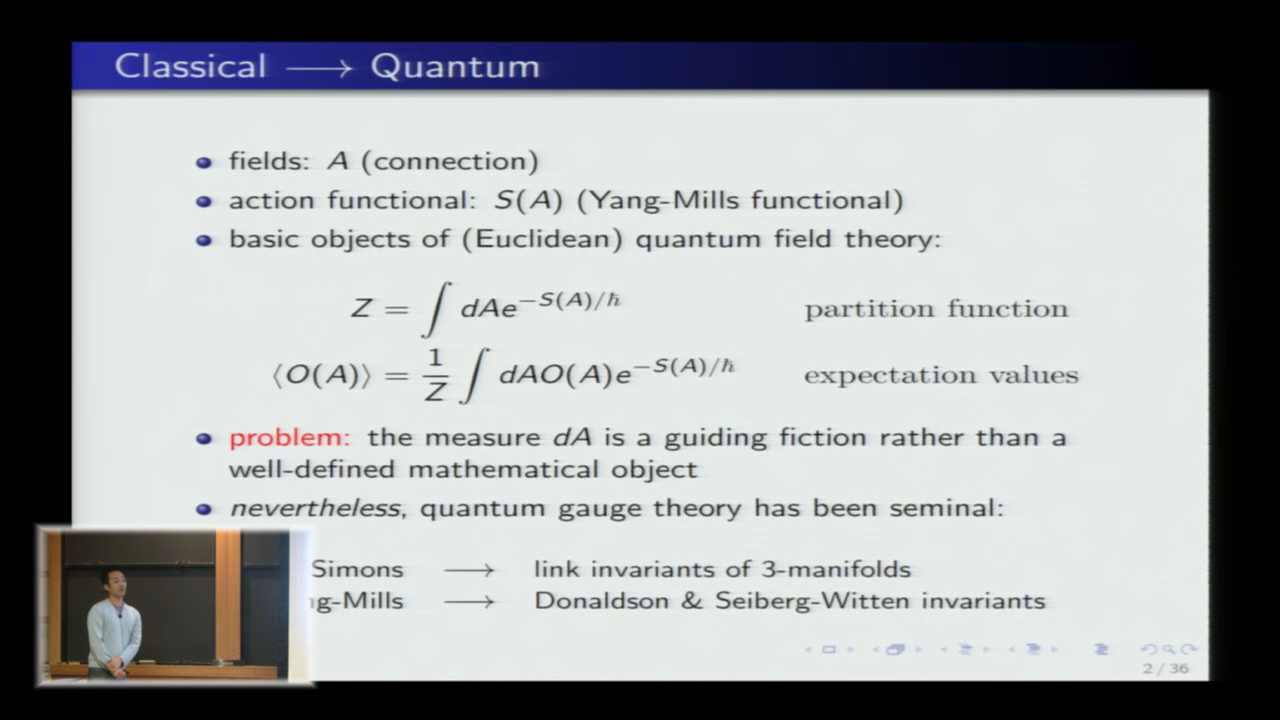 Classical ⟶ Quantum
fields: A (connection)
action functional: S(A) (Yang-Mills functional)
basic objects of (Euclidean) quantum field theory:
Z = ∫ dAe^{−S(A)/ħ} partition function
⟨O(A)⟩ = 1/Z ∫ dAO(A)e^{−S(A)/ħ} expectation values
problem: the measure dA is a guiding fiction rather than a
well-defined mathematical object
nevertheless, quantum gauge theory has been seminal:
Simons ⟶ link invariants of 3-manifolds
g-Mills ⟶ Donaldson & Seiberg-Witten invariants
2 / 36